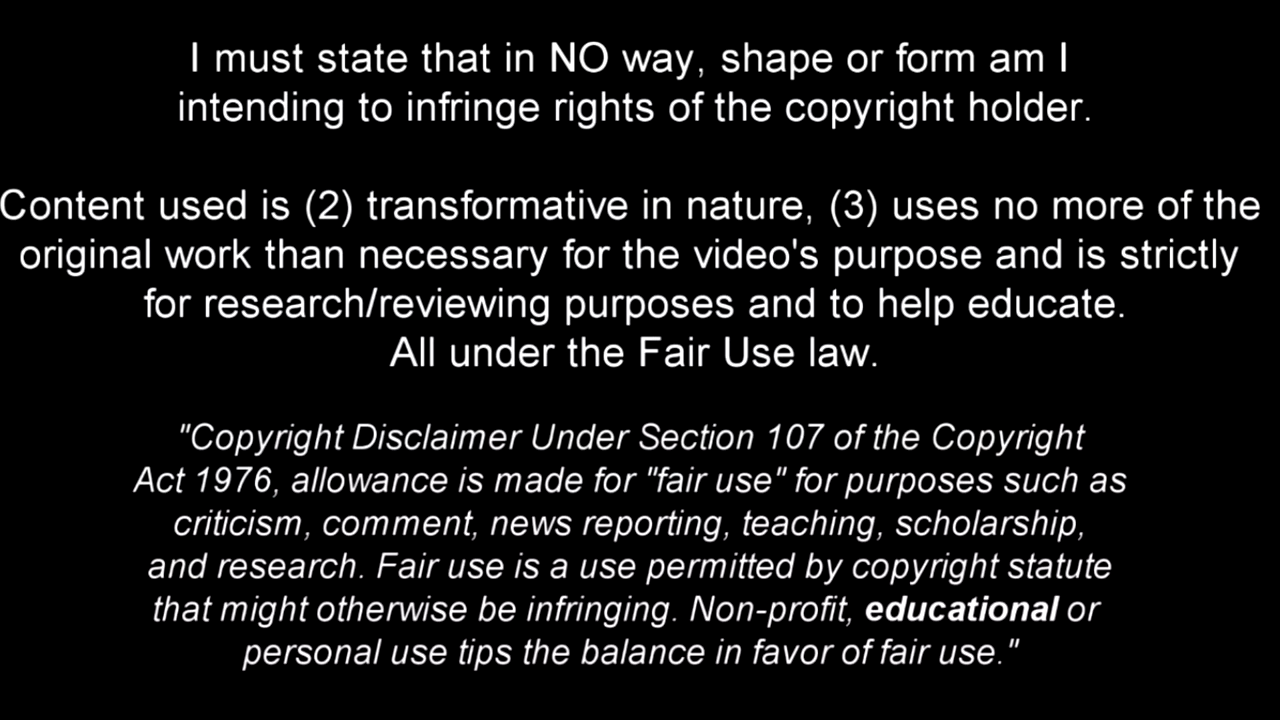 I must state that in NO way, shape or form am I
intending to infringe rights of the copyright holder.
Content used is (2) transformative in nature, (3) uses no more of the
original work than necessary for the video's purpose and is strictly
for research/reviewing purposes and to help educate.
All under the Fair Use law.
"Copyright Disclaimer Under Section 107 of the Copyright
Act 1976, allowance is made for "fair use" for purposes such as
criticism, comment, news reporting, teaching, scholarship,
and research. Fair use is a use permitted by copyright statute
that might otherwise be infringing. Non-profit, educational or
personal use tips the balance in favor of fair use."